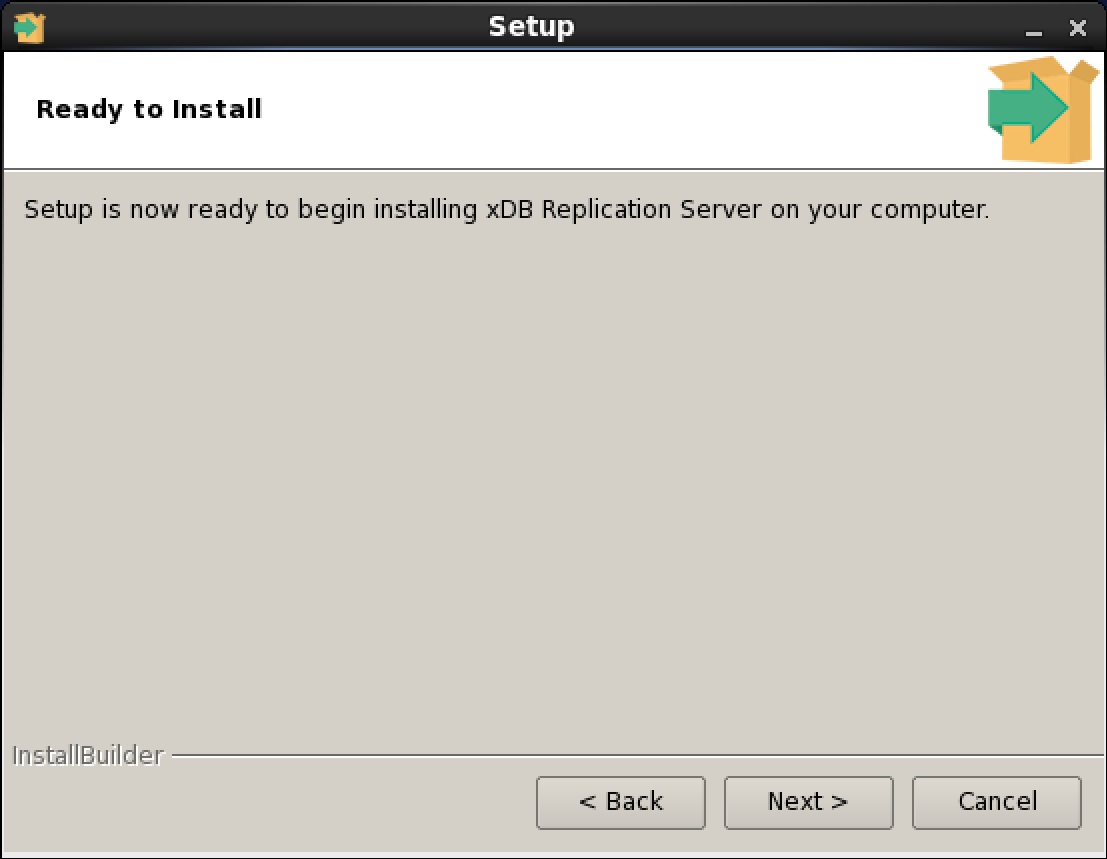 Setup
Ready to Install
Setup is now ready to begin installing xDB Replication Server on your computer.
InstallBuilder
< Back
Next >
Cancel